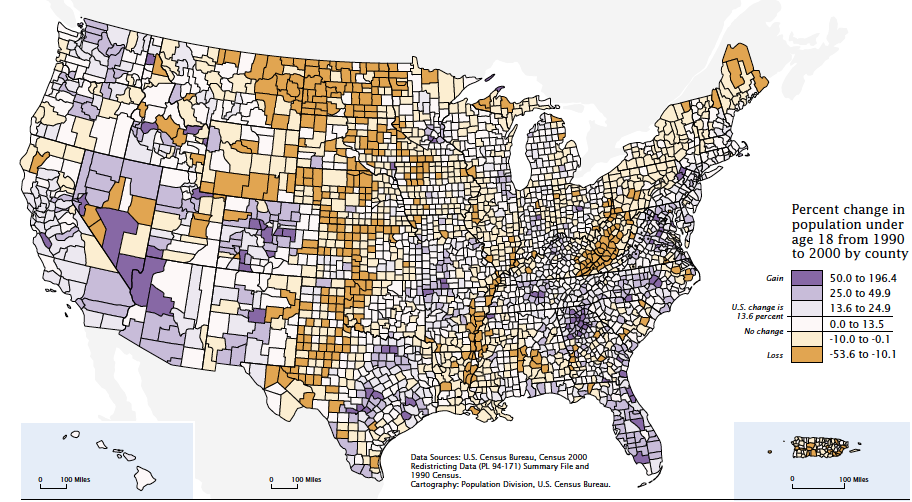 Percent change in
population under
age 18 from 1990
to 2000 by county
Gain
50.0 to 196.4
25.0 to 49.9
U.S. change is
13.6 percent
13.6 to 24.9
0.0 to 13.5
No change
-10.0 to -0.1
Loss
-53.6 to -10.1
Data Sources: U.S. Census Bureau, Census 2000
Redistricting Data (PL 94-171) Summary File and
1990 Census.
Cartography: Population Division, U.S. Census Bureau.
0 100 Miles
0 100 Miles
0 100 Miles